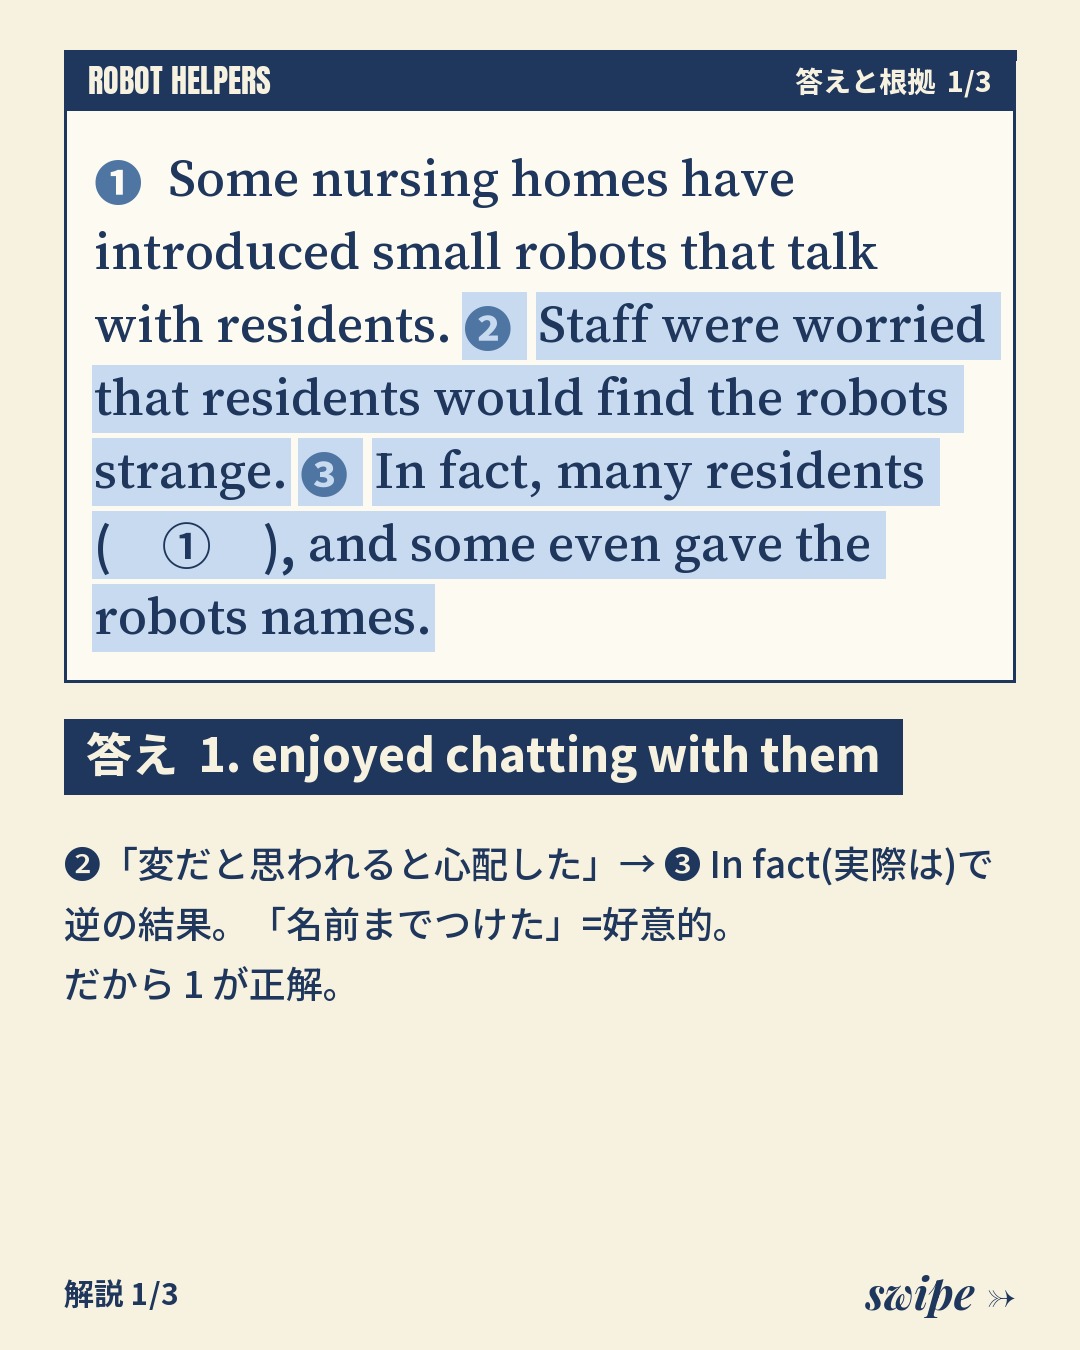 ROBOT HELPERS
答えと根拠 1/3
❶ Some nursing homes have
introduced small robots that talk
with residents. ❷ Staff were worried
that residents would find the robots
strange. ❸ In fact, many residents
( ① ), and some even gave the
robots names.
答え 1. enjoyed chatting with them
❷「変だと思われると心配した」→ ❸ In fact(実際は)で
逆の結果。「名前までつけた」=好意的。
だから 1 が正解。
解説 1/3
swipe